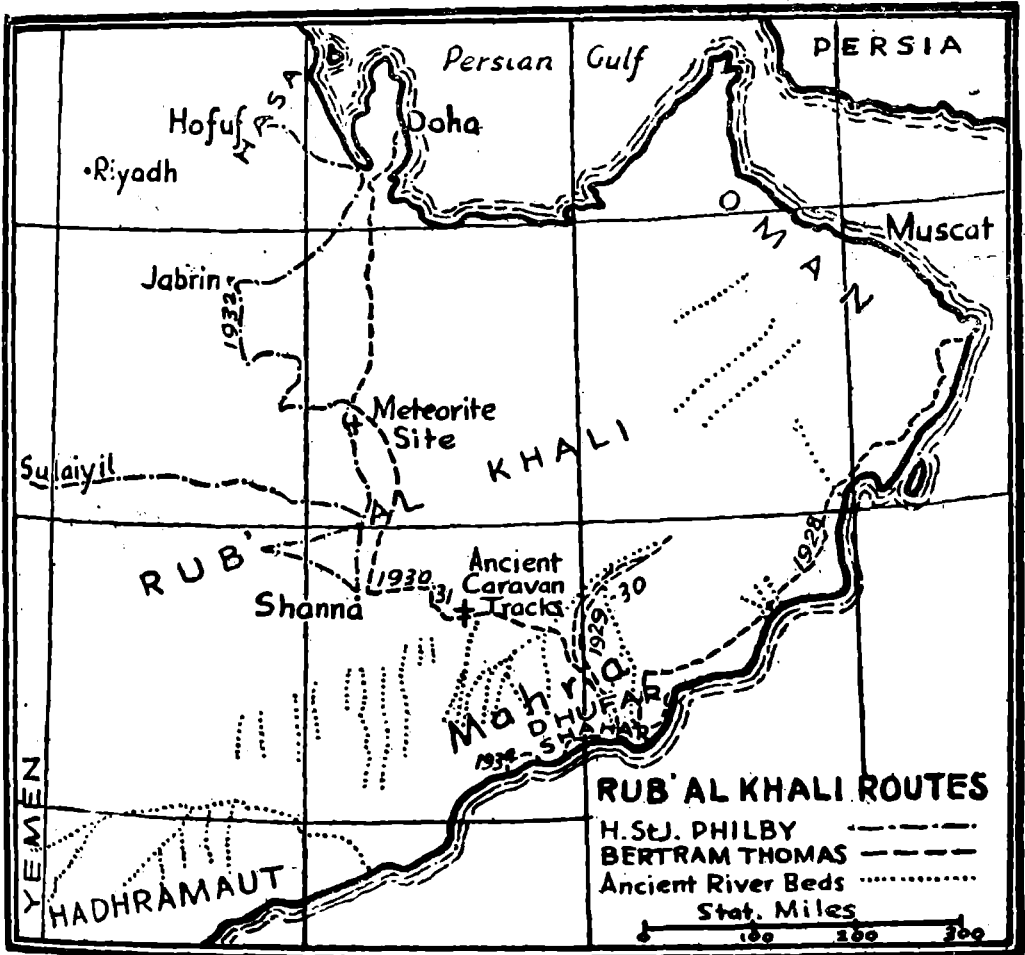 PERSIA
Persian Gulf
Hofuf
HASA
Doha
Riyadh
OMAN
Muscat
Jabrin
1932
Meteorite
Site
Sulaiyil
RUB' AL KHALI
1928
Ancient
Caravan
Tracks
1930
31
Shanna
1929
30
Mahra
DHUFAR
SHAHAR
YEMEN
HADHRAMAUT
RUB' AL KHALI ROUTES
H.StJ. PHILBY
BERTRAM THOMAS
Ancient River Beds
Stat. Miles
0 100 200 300